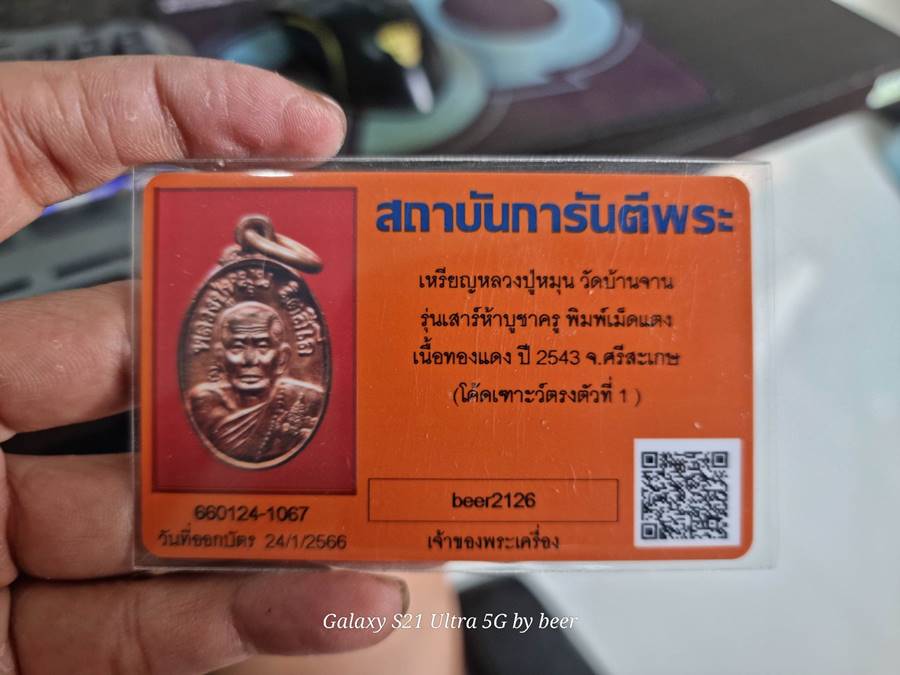 สถาบันการันตีพระ
เหรียญหลวงปู่หมุน วัดบ้านจาน
รุ่นเสาร์ห้าบูชาครู พิมพ์เม็ดแตง
เนื้อทองแดง ปี 2543 จ.ศรีสะเกษ
(โค้ดเฑาะว์ตรงตัวที่ 1 )
660124-1067
วันที่ออกบัตร 24/1/2566
beer2126
เจ้าของพระเครื่อง
Galaxy S21 Ultra 5G by beer